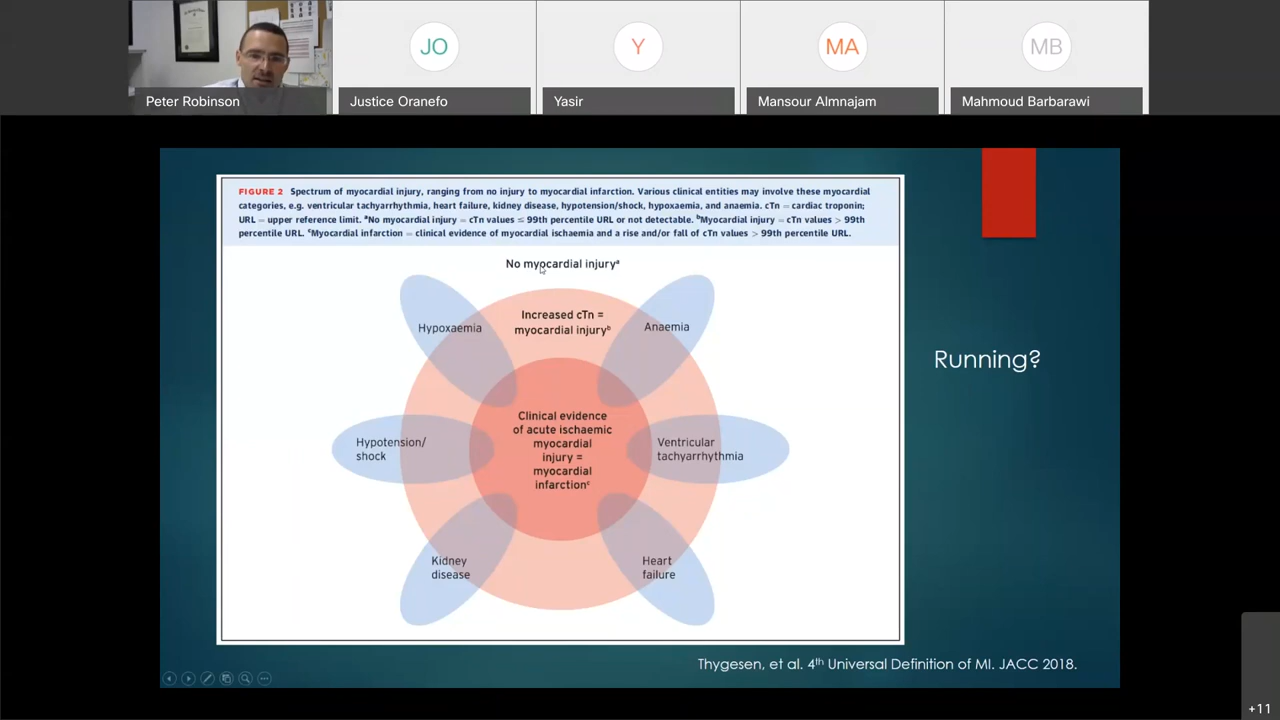 JO
Y
MA
MB
Peter Robinson
Justice Oranefo
Yasir
Mansour Almnajam
Mahmoud Barbarawi
FIGURE 2 Spectrum of myocardial injury, ranging from no injury to myocardial infarction. Various clinical entities may involve these myocardial
categories, e.g. ventricular tachyarrhythmia, heart failure, kidney disease, hypotension/shock, hypoxaemia, and anaemia. cTn = cardiac troponin;
URL = upper reference limit. ᵃNo myocardial injury = cTn values ≤ 99th percentile URL or not detectable. ᵇMyocardial injury = cTn values > 99th
percentile URL. ᶜMyocardial infarction = clinical evidence of myocardial ischaemia and a rise and/or fall of cTn values > 99th percentile URL.
No myocardial injuryᵃ
Increased cTn =
myocardial injuryᵇ
Hypoxaemia
Anaemia
Running?
Clinical evidence
of acute ischaemic
myocardial
injury =
myocardial
infarctionᶜ
Hypotension/
shock
Ventricular
tachyarrhythmia
Kidney
disease
Heart
failure
Thygesen, et al. 4ᵗʰ Universal Definition of MI. JACC 2018.
+11